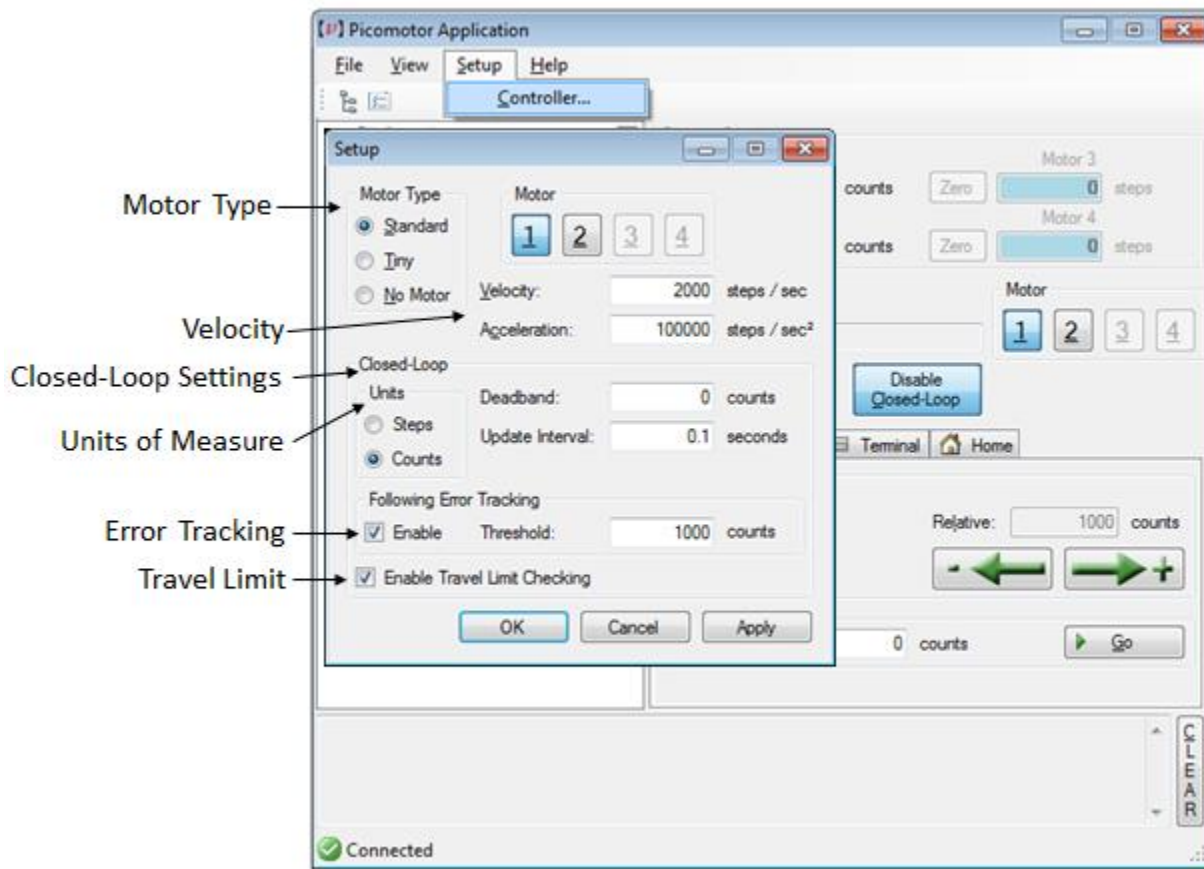 [ν] Picomotor Application
File View Setup Help
Controller...
Setup
Motor Type
Motor Type
Standard
Tiny
No Motor
Motor
1 2 3 4
Velocity
Velocity: 2000 steps / sec
Acceleration: 100000 steps / sec²
Closed-Loop Settings
Closed-Loop
Units of Measure
Units
Steps
Counts
Deadband: 0 counts
Update Interval: 0.1 seconds
Error Tracking
Following Error Tracking
Enable Threshold: 1000 counts
Travel Limit
Enable Travel Limit Checking
OK Cancel Apply
Motor 3
counts Zero 0 steps
Motor 4
counts Zero 0 steps
Motor
1 2 3 4
Disable
Closed-Loop
Terminal Home
Relative: 1000 counts
- +
0 counts Go
CLEAR
Connected